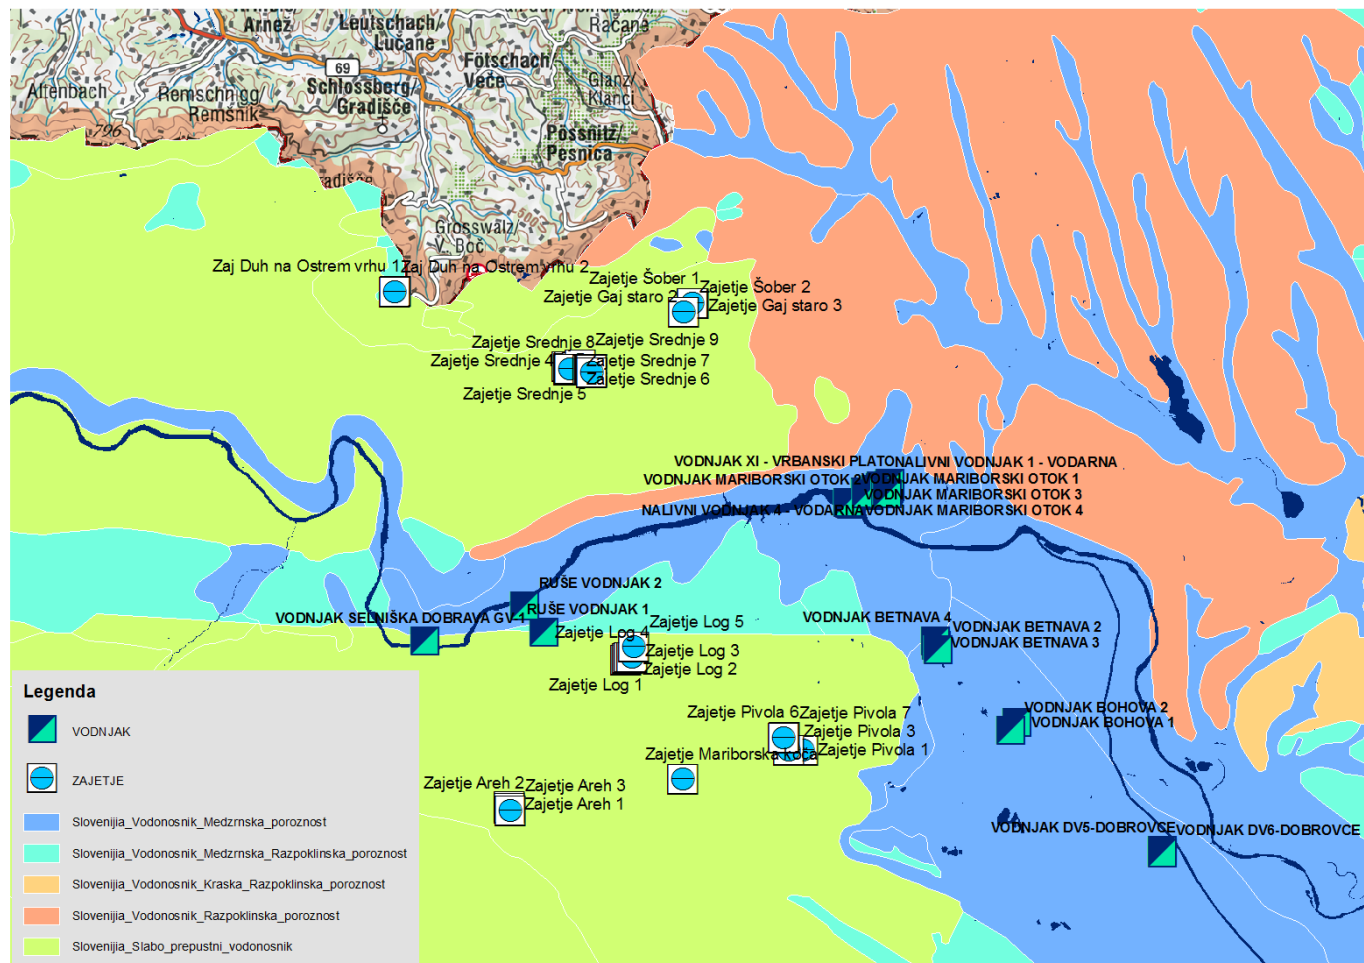 Arnež
Leutschach/
Lučane
Račane
69
Fötschach/
Veče
Altenbach
Remschnigg/
Remšnik
Schlossberg/
Gradišče
Glanz/
Klanci
796
Pössnitz/
Pesnica
Grosswalz/
V. Boč
Zaj Duh na Ostrem vrhu 1
Zaj Duh na Ostrem vrhu 2
Zajetje Šober 1
Zajetje Šober 2
Zajetje Gaj staro 2
Zajetje Gaj staro 3
Zajetje Srednje 8
Zajetje Srednje 9
Zajetje Srednje 4
Zajetje Srednje 7
Zajetje Srednje 6
Zajetje Srednje 5
VODNJAK XI - VRBANSKI PLATO
NALIVNI VODNJAK 1 - VODARNA
VODNJAK MARIBORSKI OTOK 2
VODNJAK MARIBORSKI OTOK 1
VODNJAK MARIBORSKI OTOK 3
NALIVNI VODNJAK 4 - VODARNA
VODNJAK MARIBORSKI OTOK 4
RUŠE VODNJAK 2
RUŠE VODNJAK 1
VODNJAK SELNIŠKA DOBRAVA GV-1
Zajetje Log 5
Zajetje Log 4
Zajetje Log 3
Zajetje Log 2
Zajetje Log 1
VODNJAK BETNAVA 4
VODNJAK BETNAVA 2
VODNJAK BETNAVA 3
VODNJAK BOHOVA 2
VODNJAK BOHOVA 1
Zajetje Pivola 6
Zajetje Pivola 7
Zajetje Pivola 3
Zajetje Pivola 1
Zajetje Mariborska koča
Zajetje Areh 2
Zajetje Areh 3
Zajetje Areh 1
VODNJAK DV5-DOBROVCE
VODNJAK DV6-DOBROVCE
Legenda
VODNJAK
ZAJETJE
Slovenija_Vodonosnik_Medzrnska_poroznost
Slovenija_Vodonosnik_Medzrnska_Razpoklinska_poroznost
Slovenija_Vodonosnik_Kraska_Razpoklinska_poroznost
Slovenija_Vodonosnik_Razpoklinska_poroznost
Slovenija_Slabo_prepustni_vodonosnik